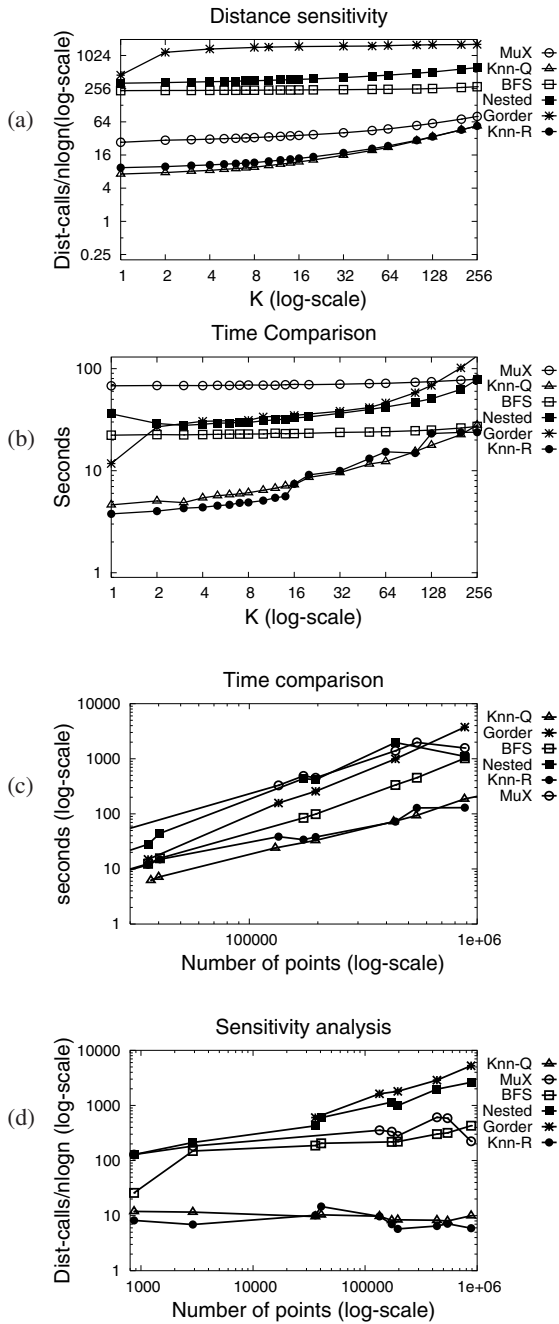 Distance sensitivity
(a)
Dist-calls/nlogn(log-scale)
1024
256
64
16
4
1
0.25
1 2 4 8 16 32 64 128 256
K (log-scale)
MuX
Knn-Q
BFS
Nested
Gorder
Knn-R
Time Comparison
(b)
Seconds
100
10
1
1 2 4 8 16 32 64 128 256
K (log-scale)
MuX
Knn-Q
BFS
Nested
Gorder
Knn-R
Time comparison
(c)
seconds (log-scale)
10000
1000
100
10
1
100000 1e+06
Number of points (log-scale)
Knn-Q
Gorder
BFS
Nested
Knn-R
MuX
Sensitivity analysis
(d)
Dist-calls/nlogn (log-scale)
10000
1000
100
10
1
1000 10000 100000 1e+06
Number of points (log-scale)
Knn-Q
MuX
BFS
Nested
Gorder
Knn-R